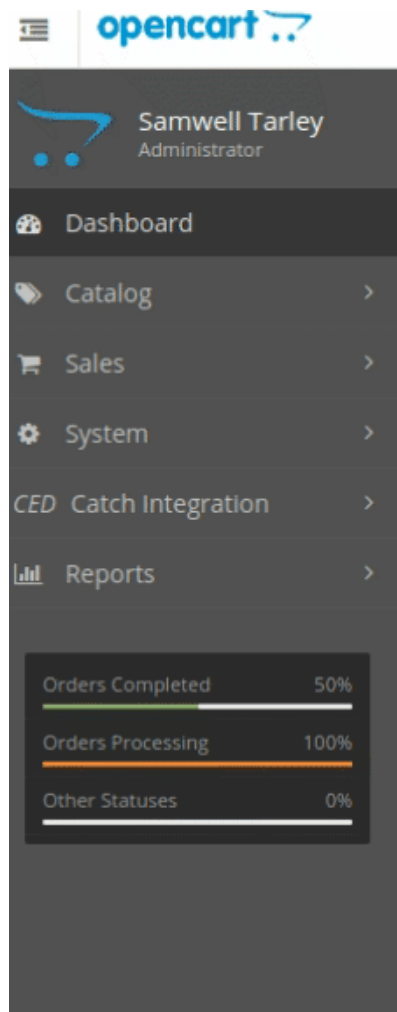 opencart
Samwell Tarley
Administrator
Dashboard
Catalog
Sales
System
CED Catch Integration
Reports
Orders Completed 50%
Orders Processing 100%
Other Statuses 0%